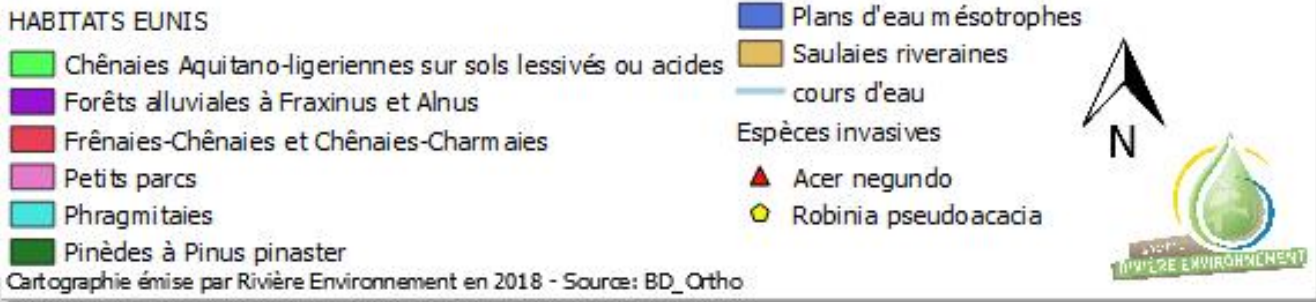 HABITATS EUNIS
Chênaies Aquitano-ligeriennes sur sols lessivés ou acides
Forêts alluviales à Fraxinus et Alnus
Frênaies-Chênaies et Chênaies-Charmaies
Petits parcs
Phragmitaies
Pinèdes à Pinus pinaster
Plans d'eau mésotrophes
Saulaies riveraines
cours d'eau
Espèces invasives
Acer negundo
Robinia pseudoacacia
N
RIVIÈRE ENVIRONNEMENT
Cartographie émise par Rivière Environnement en 2018 - Source: BD_Ortho